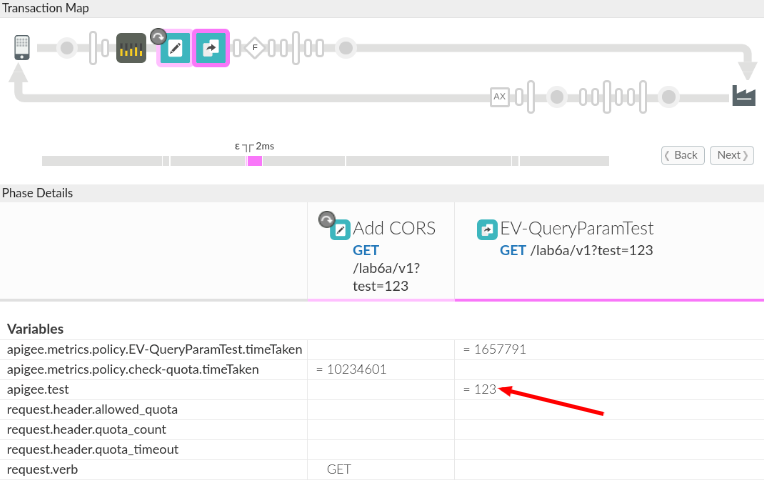 Transaction Map
F
AX
ε 2ms
Back Next
Phase Details
Add CORS EV-QueryParamTest
GET GET /lab6a/v1?test=123
/lab6a/v1?
test=123
Variables
apigee.metrics.policy.EV-QueryParamTest.timeTaken = 1657791
apigee.metrics.policy.check-quota.timeTaken = 10234601
apigee.test = 123
request.header.allowed_quota
request.header.quota_count
request.header.quota_timeout
request.verb GET